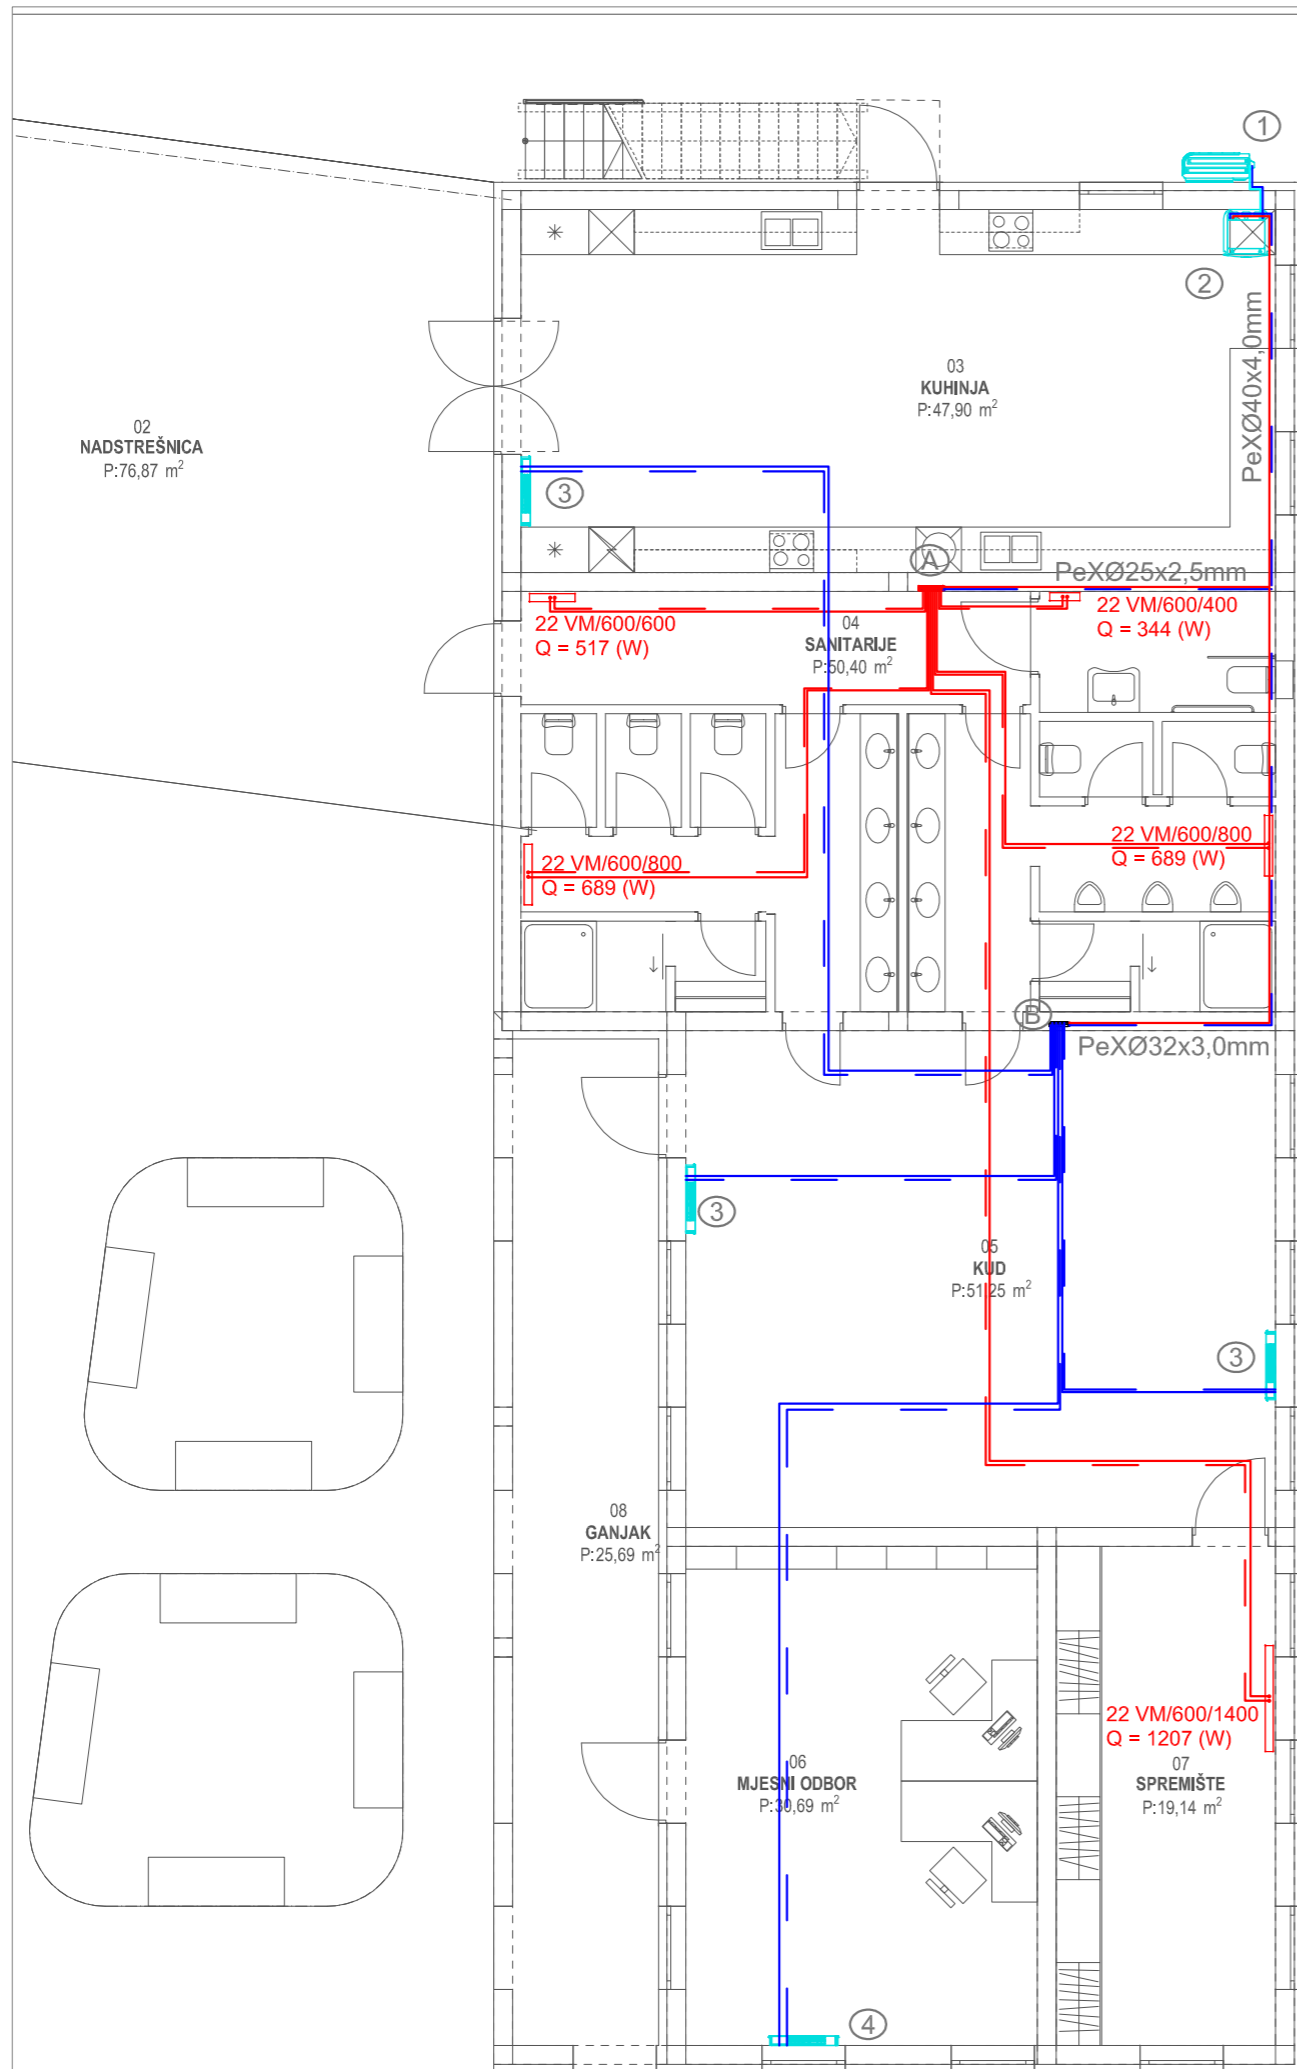 1
2
PeXØ40x4,0mm
03
KUHINJA
P:47,90 m²
02
NADSTREŠNICA
P:76,87 m²
3
A
PeXØ25x2,5mm
22 VM/600/600
Q = 517 (W)
04
SANITARIJE
P:50,40 m²
22 VM/600/400
Q = 344 (W)
22 VM/600/800
Q = 689 (W)
22 VM/600/800
Q = 689 (W)
B
PeXØ32x3,0mm
3
05
KUD
P:51,25 m²
3
08
GANJAK
P:25,69 m²
22 VM/600/1400
Q = 1207 (W)
06
MJESNI ODBOR
P:30,69 m²
07
SPREMIŠTE
P:19,14 m²
4